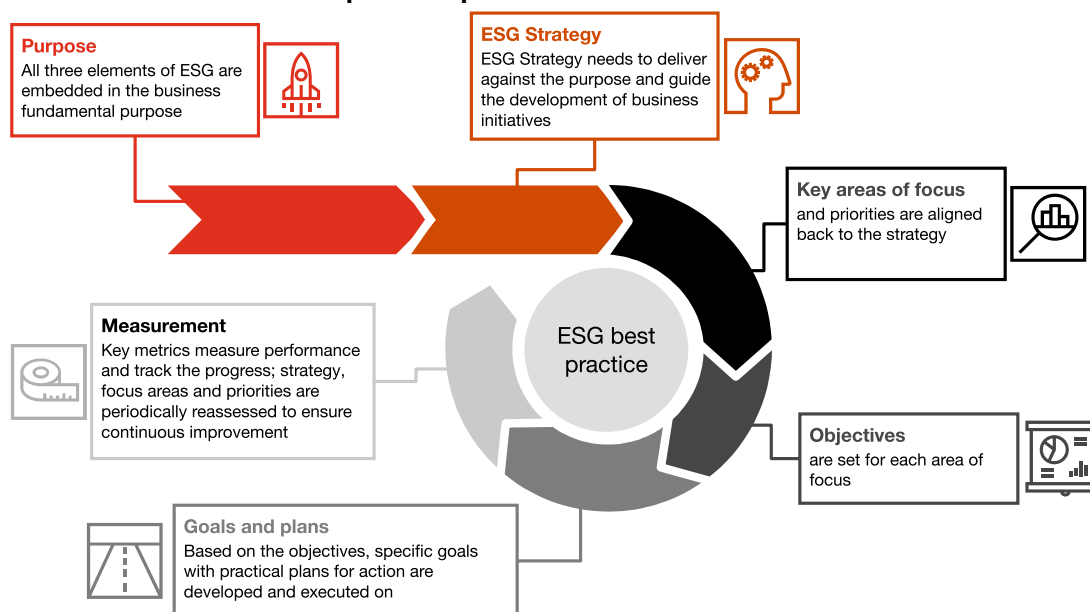 Purpose
All three elements of ESG are
embedded in the business
fundamental purpose
ESG Strategy
ESG Strategy needs to deliver
against the purpose and guide
the development of business
initiatives
Key areas of focus
and priorities are aligned
back to the strategy
ESG best
practice
Measurement
Key metrics measure performance
and track the progress; strategy,
focus areas and priorities are
periodically reassessed to ensure
continuous improvement
Objectives
are set for each area of
focus
Goals and plans
Based on the objectives, specific goals
with practical plans for action are
developed and executed on